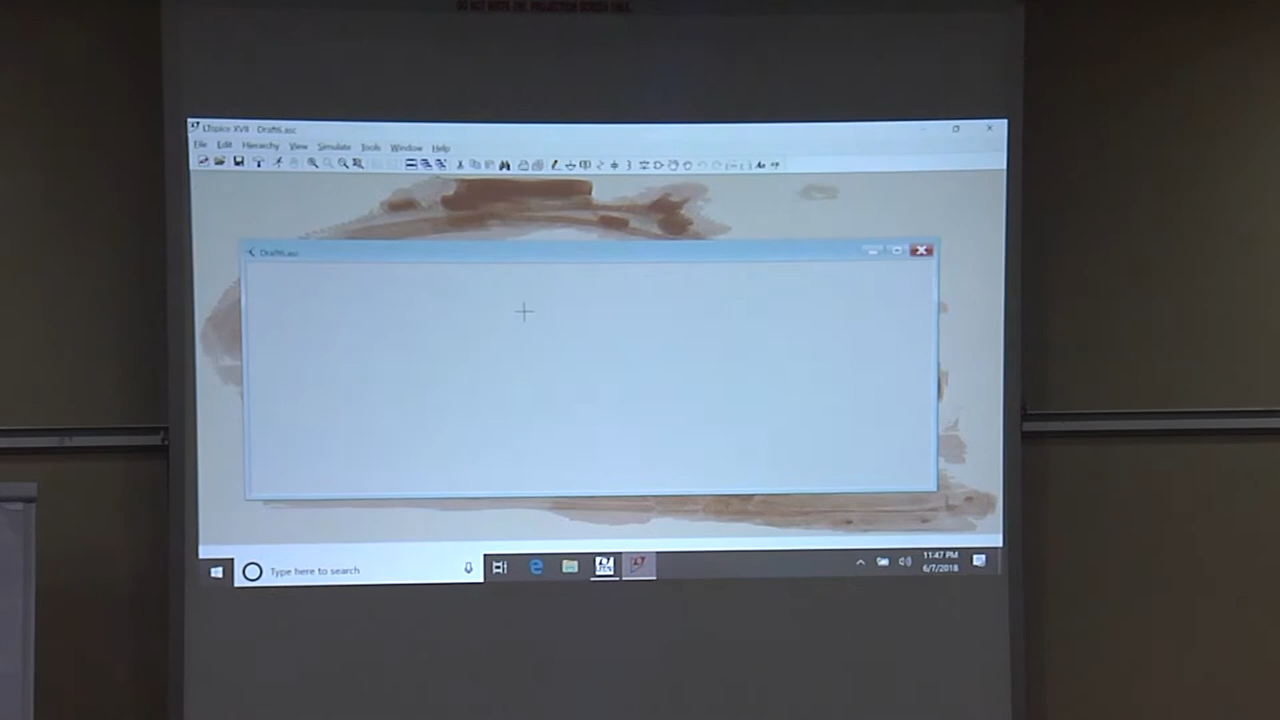 DO NOT WRITE ON, PROJECTION SCREEN ONLY.
LTspice XVII - Draft6.asc
File Edit Hierarchy View Simulate Tools Window Help
Draft6.asc
Type here to search
11:47 PM
6/7/2018